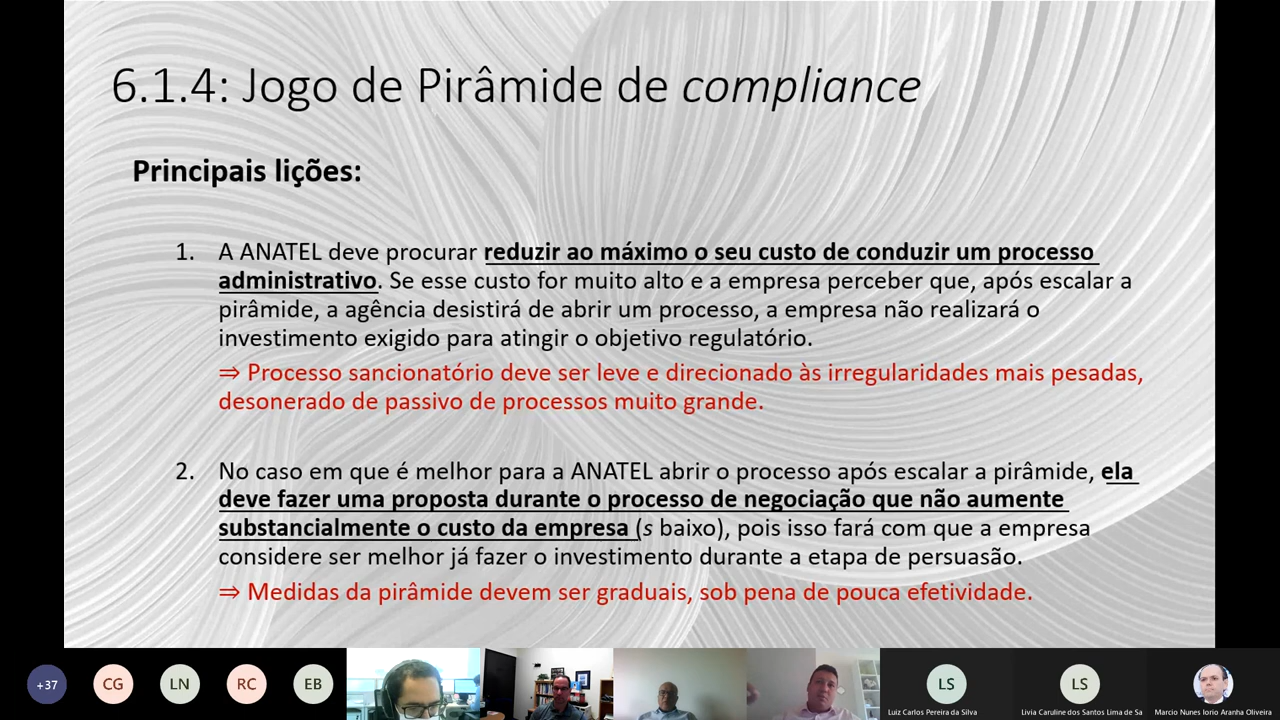 6.1.4: Jogo de Pirâmide de compliance
Principais lições:
1. A ANATEL deve procurar reduzir ao máximo o seu custo de conduzir um processo
administrativo. Se esse custo for muito alto e a empresa perceber que, após escalar a
pirâmide, a agência desistirá de abrir um processo, a empresa não realizará o
investimento exigido para atingir o objetivo regulatório.
⇒ Processo sancionatório deve ser leve e direcionado às irregularidades mais pesadas,
desonerado de passivo de processos muito grande.
2. No caso em que é melhor para a ANATEL abrir o processo após escalar a pirâmide, ela
deve fazer uma proposta durante o processo de negociação que não aumente
substancialmente o custo da empresa (s baixo), pois isso fará com que a empresa
considere ser melhor já fazer o investimento durante a etapa de persuasão.
⇒ Medidas da pirâmide devem ser graduais, sob pena de pouca efetividade.
+37 CG LN RC EB LS LS
Luiz Carlos Pereira da Silva Livia Caruline dos Santos Lima de Sa Marcio Nunes Iorio Aranha Oliveira